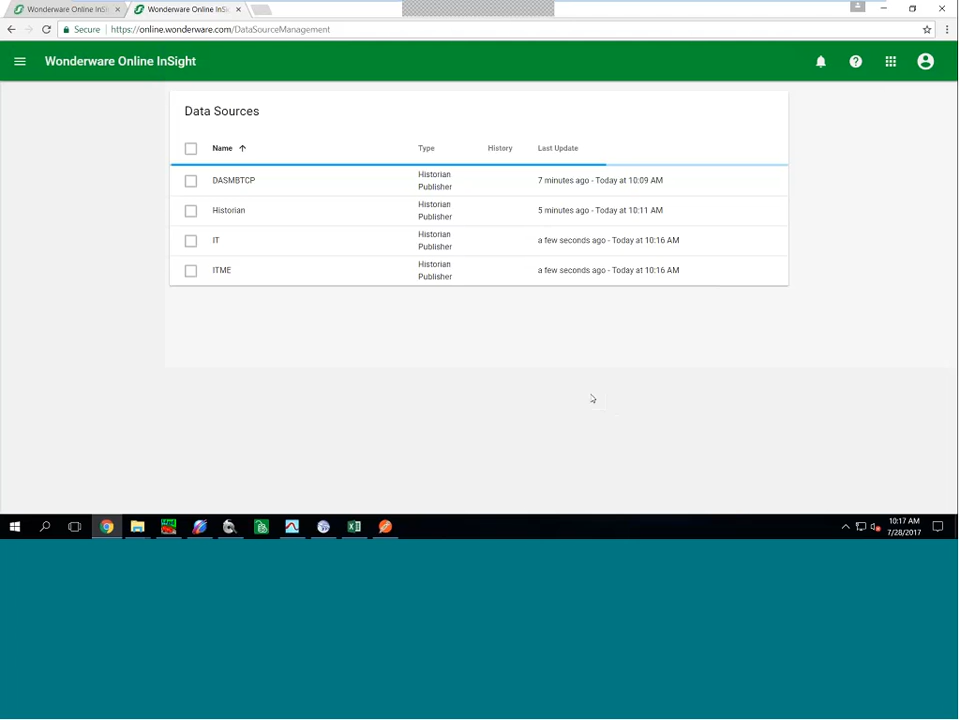 Wonderware Online InSi
Wonderware Online InSi
Secure
https://online.wonderware.com/DataSourceManagement
Wonderware Online InSight
Data Sources
Name Type History Last Update
DASMBTCP Historian Publisher 7 minutes ago - Today at 10:09 AM
Historian Historian Publisher 5 minutes ago - Today at 10:11 AM
IT Historian Publisher a few seconds ago - Today at 10:16 AM
ITME Historian Publisher a few seconds ago - Today at 10:16 AM
10:17 AM
7/28/2017